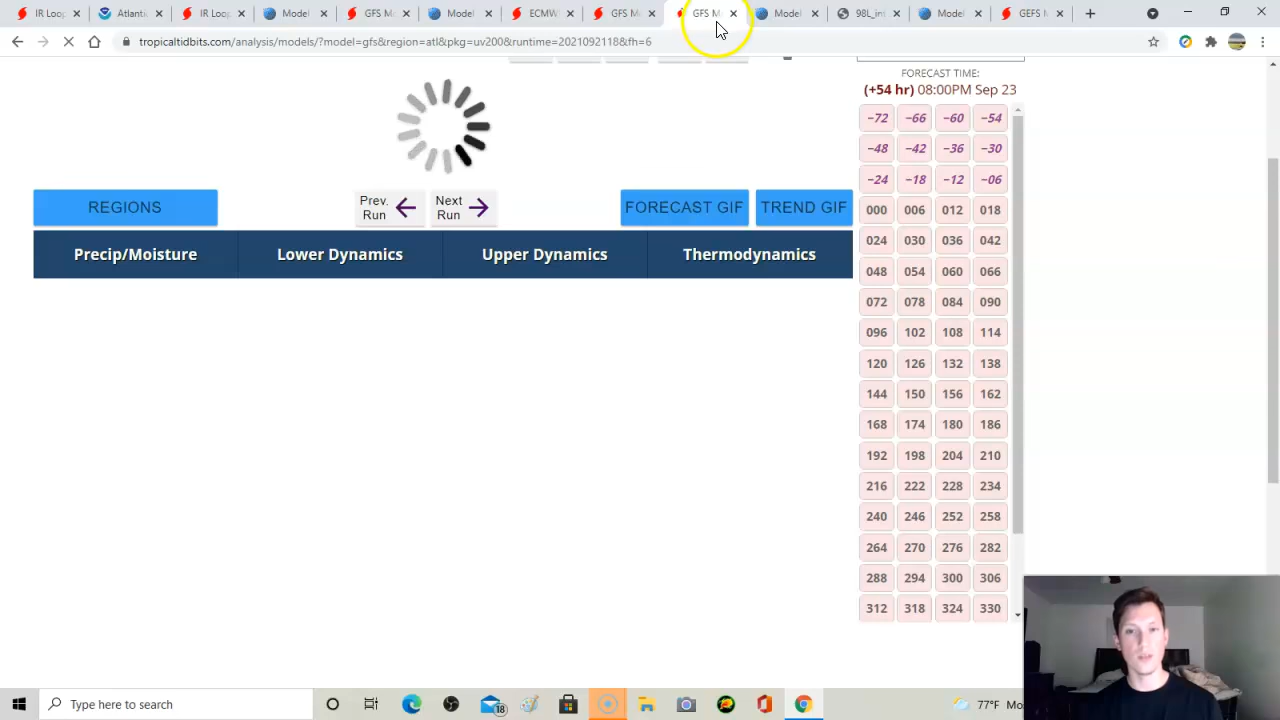 IR Loop
Atlantic
IR Loop
Model
GFS M
Model
ECMW
GFS M
GFS M
Model
98L_in
Model
GEFS M
tropicaltidbits.com/analysis/models/?model=gfs&region=atl&pkg=uv200&runtime=2021092118&fh=6
FORECAST TIME:
(+54 hr) 08:00PM Sep 23
−72 −66 −60 −54
−48 −42 −36 −30
−24 −18 −12 −06
000 006 012 018
024 030 036 042
048 054 060 066
072 078 084 090
096 102 108 114
120 126 132 138
144 150 156 162
168 174 180 186
192 198 204 210
216 222 228 234
240 246 252 258
264 270 276 282
288 294 300 306
312 318 324 330
REGIONS
Prev.
Run
Next
Run
FORECAST GIF
TREND GIF
Precip/Moisture
Lower Dynamics
Upper Dynamics
Thermodynamics
Type here to search
18
77°F Mo